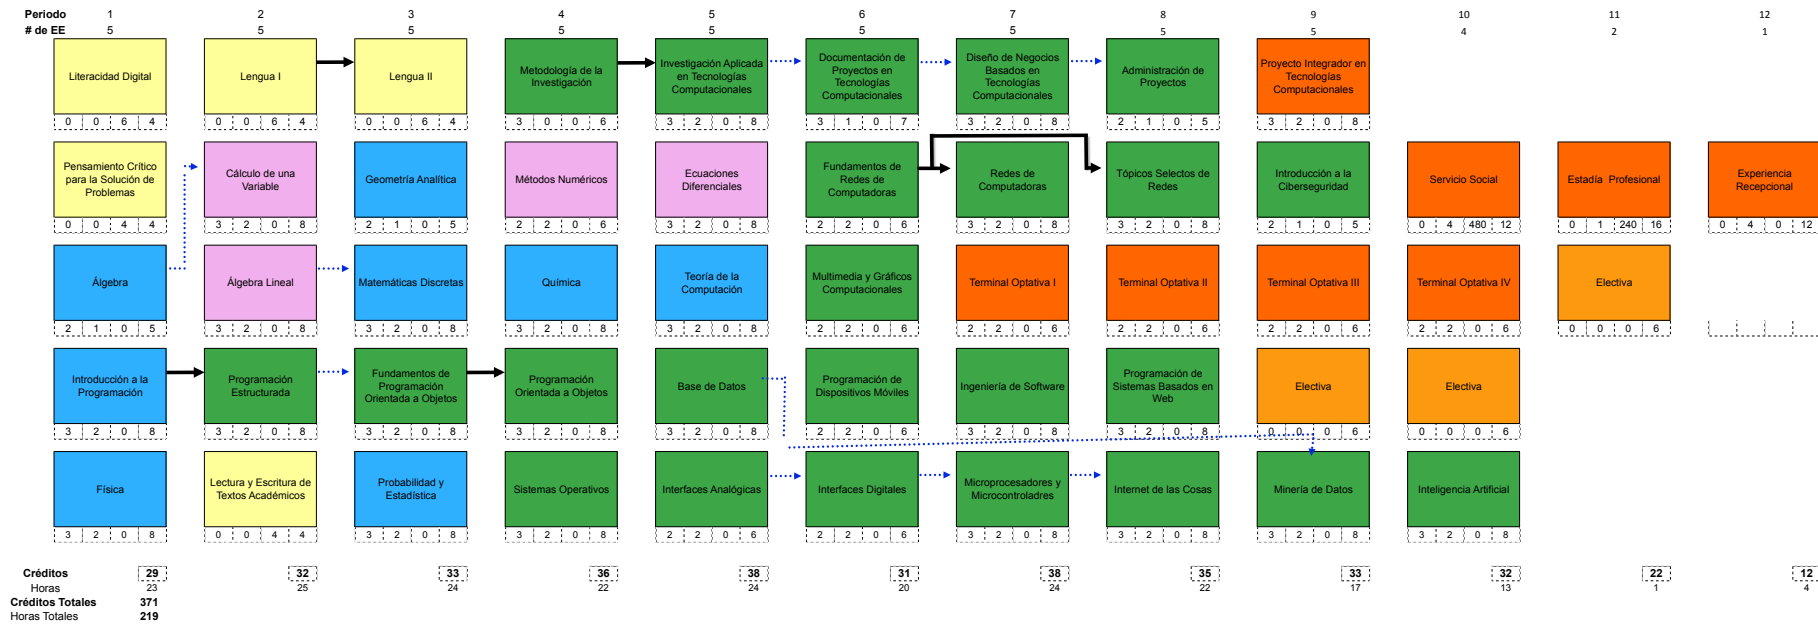 Periodo 1 2 3 4 5 6 7 8 9 10 11 12
# de EE 5 5 5 5 5 5 5 5 5 4 2 1
Literacidad Digital
Lengua I
Lengua II
Metodología de la
Investigación
Investigación Aplicada
en Tecnologías
Computacionales
Documentación de
Proyectos en
Tecnologías
Computacionales
Diseño de Negocios
Basados en
Tecnologías
Computacionales
Administración de
Proyectos
Proyecto Integrador en
Tecnologías
Computacionales
0 0 6 4 0 0 6 4 0 0 6 4 3 0 0 6 3 2 0 8 3 1 0 7 3 2 0 8 2 1 0 5 3 2 0 8
Pensamiento Crítico
para la Solución de
Problemas
Cálculo de una
Variable
Geometría Analítica
Métodos Numéricos
Ecuaciones
Diferenciales
Fundamentos de
Redes de
Computadoras
Redes de
Computadoras
Tópicos Selectos de
Redes
Introducción a la
Ciberseguridad
Servicio Social
Estadía Profesional
Experiencia
Recepcional
0 0 4 4 3 2 0 8 2 1 0 5 2 2 0 6 3 2 0 8 2 2 0 6 3 2 0 8 3 2 0 8 2 1 0 5 0 4 480 12 0 1 240 16 0 4 0 12
Álgebra
Álgebra Lineal
Matemáticas Discretas
Química
Teoría de la
Computación
Multimedia y Gráficos
Computacionales
Terminal Optativa I
Terminal Optativa II
Terminal Optativa III
Terminal Optativa IV
Electiva
2 1 0 5 3 2 0 8 3 2 0 8 3 2 0 8 3 2 0 8 2 2 0 6 2 2 0 6 2 2 0 6 2 2 0 6 2 2 0 6 0 0 0 6
Introducción a la
Programación
Programación
Estructurada
Fundamentos de
Programación
Orientada a Objetos
Programación
Orientada a Objetos
Base de Datos
Programación de
Dispositivos Móviles
Ingeniería de Software
Programación de
Sistemas Basados en
Web
Electiva
Electiva
3 2 0 8 3 2 0 8 3 2 0 8 3 2 0 8 3 2 0 8 2 2 0 6 3 2 0 8 3 2 0 8 0 0 0 6 0 0 0 6
Física
Lectura y Escritura de
Textos Académicos
Probabilidad y
Estadística
Sistemas Operativos
Interfaces Analógicas
Interfaces Digitales
Microprocesadores y
Microcontroladres
Internet de las Cosas
Minería de Datos
Inteligencia Artificial
3 2 0 8 0 0 4 4 3 2 0 8 3 2 0 8 2 2 0 6 2 2 0 6 3 2 0 8 3 2 0 8 3 2 0 8 3 2 0 8
Créditos 29 32 33 36 38 31 38 35 33 32 22 12
Horas 23 25 24 22 24 20 24 22 17 13 1 4
Créditos Totales 371
Horas Totales 219